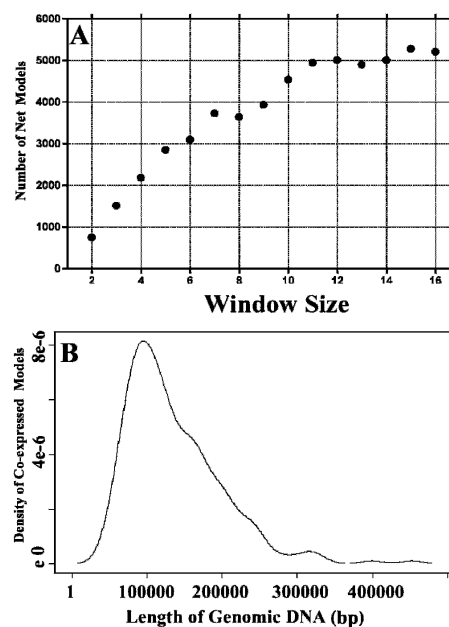 A
6000
5000
4000
3000
2000
1000
0
Number of Net Models
2 4 6 8 10 12 14 16
Window Size
B
8e-6
4e-6
e 0
Density of Co-expressed Models
1 100000 200000 300000 400000
Length of Genomic DNA (bp)